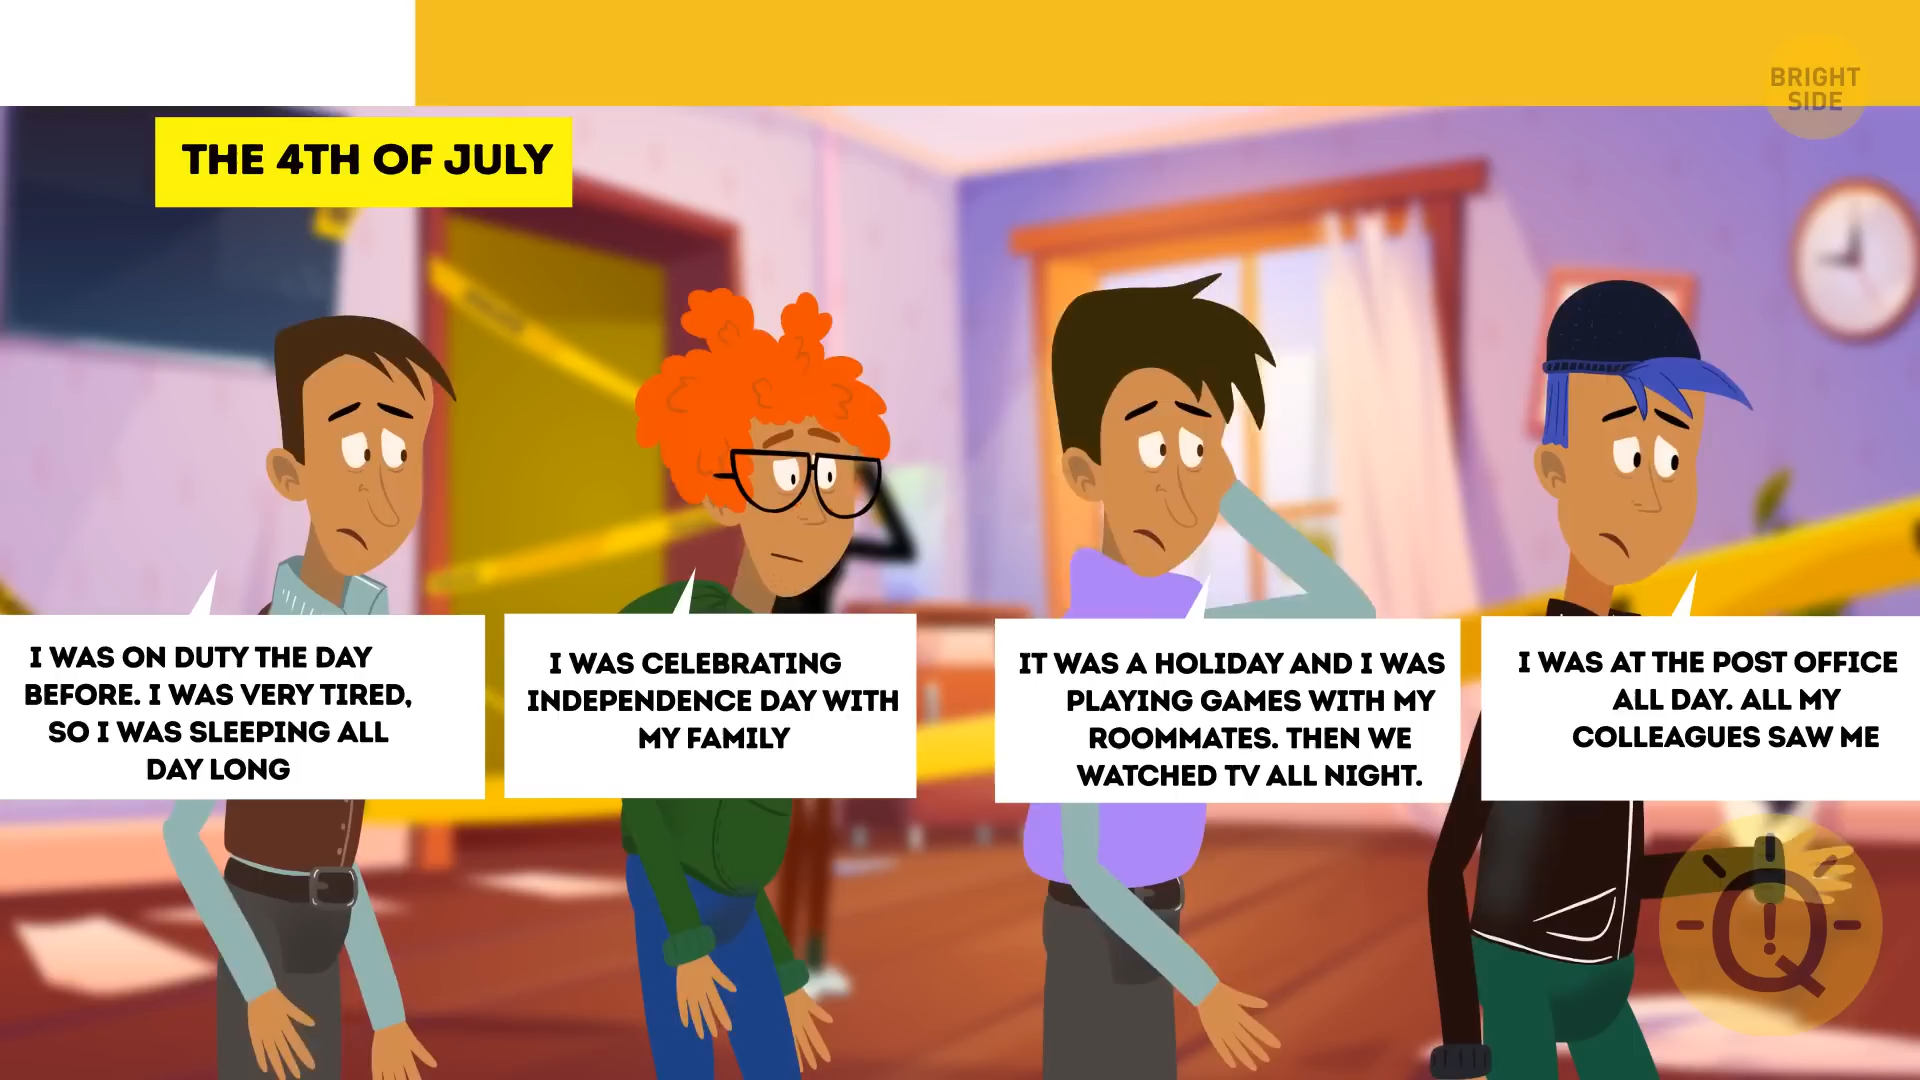 BRIGHT
SIDE
THE 4TH OF JULY
I WAS ON DUTY THE DAY
BEFORE. I WAS VERY TIRED,
SO I WAS SLEEPING ALL
DAY LONG
I WAS CELEBRATING
INDEPENDENCE DAY WITH
MY FAMILY
IT WAS A HOLIDAY AND I WAS
PLAYING GAMES WITH MY
ROOMMATES. THEN WE
WATCHED TV ALL NIGHT.
I WAS AT THE POST OFFICE
ALL DAY. ALL MY
COLLEAGUES SAW ME